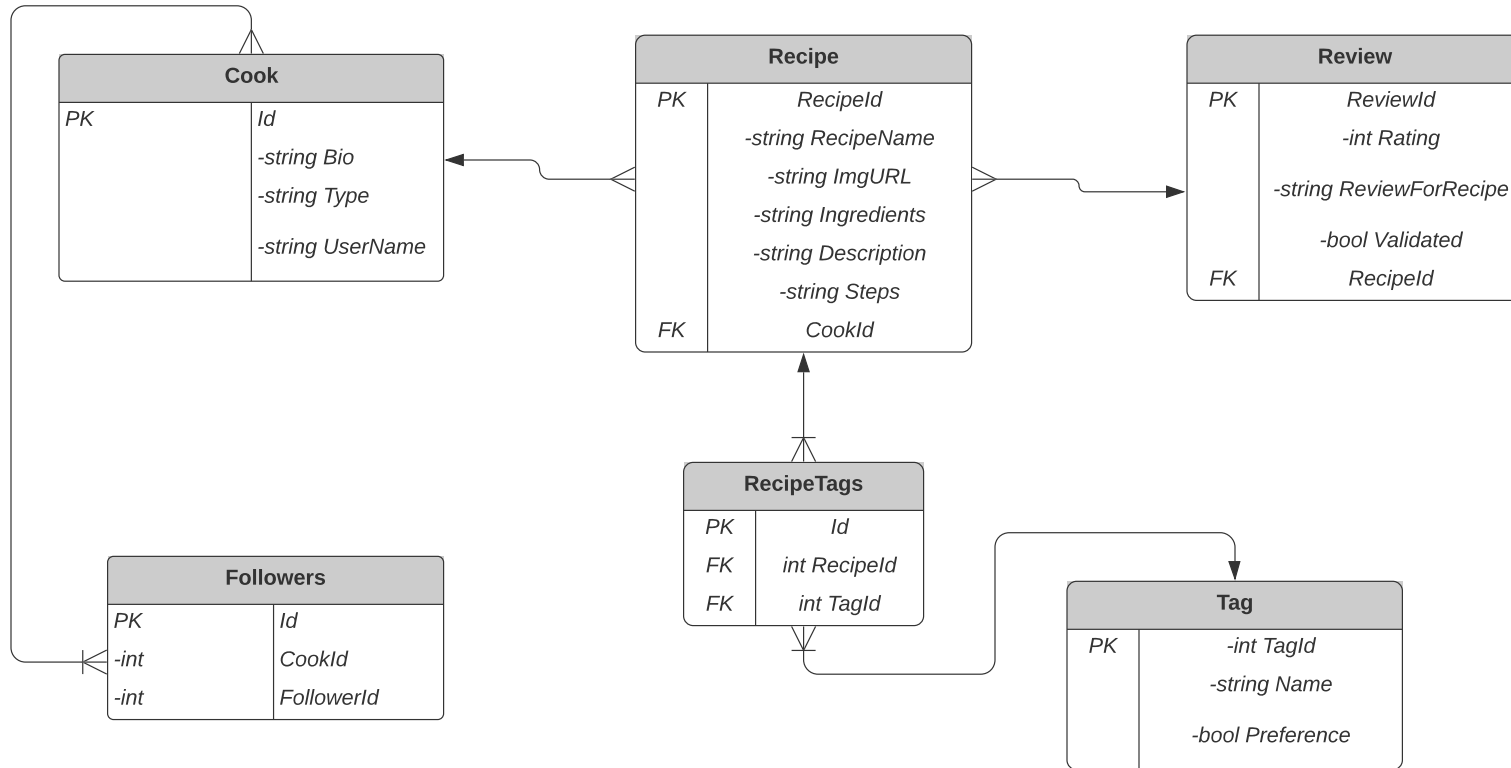 Cook
PK Id
-string Bio
-string Type
-string UserName
Recipe
PK RecipeId
-string RecipeName
-string ImgURL
-string Ingredients
-string Description
-string Steps
FK CookId
Review
PK ReviewId
-int Rating
-string ReviewForRecipe
-bool Validated
FK RecipeId
Followers
PK Id
-int CookId
-int FollowerId
RecipeTags
PK Id
FK int RecipeId
FK int TagId
Tag
PK -int TagId
-string Name
-bool Preference